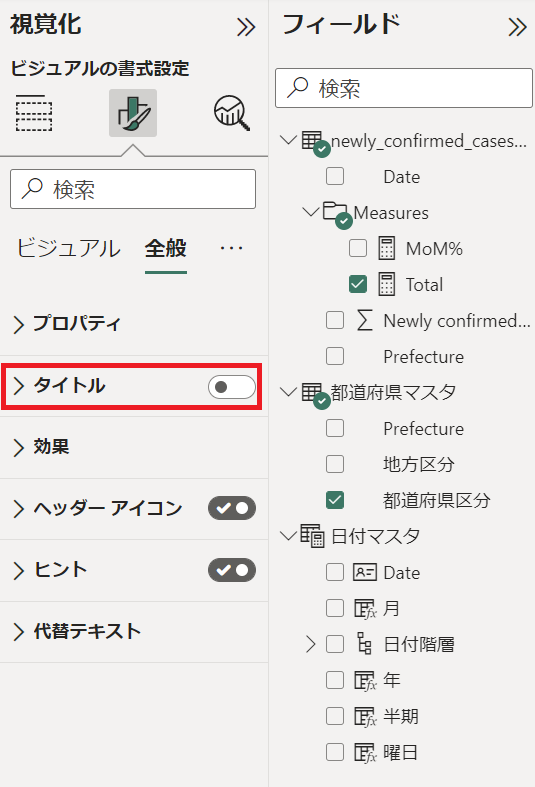 視覚化
ビジュアルの書式設定
検索
ビジュアル 全般 ...
プロパティ
タイトル
効果
ヘッダー アイコン
ヒント
代替テキスト
フィールド
検索
newly_confirmed_cases...
Date
Measures
MoM%
Total
Newly confirmed...
Prefecture
都道府県マスタ
Prefecture
地方区分
都道府県区分
日付マスタ
Date
月
日付階層
年
半期
曜日